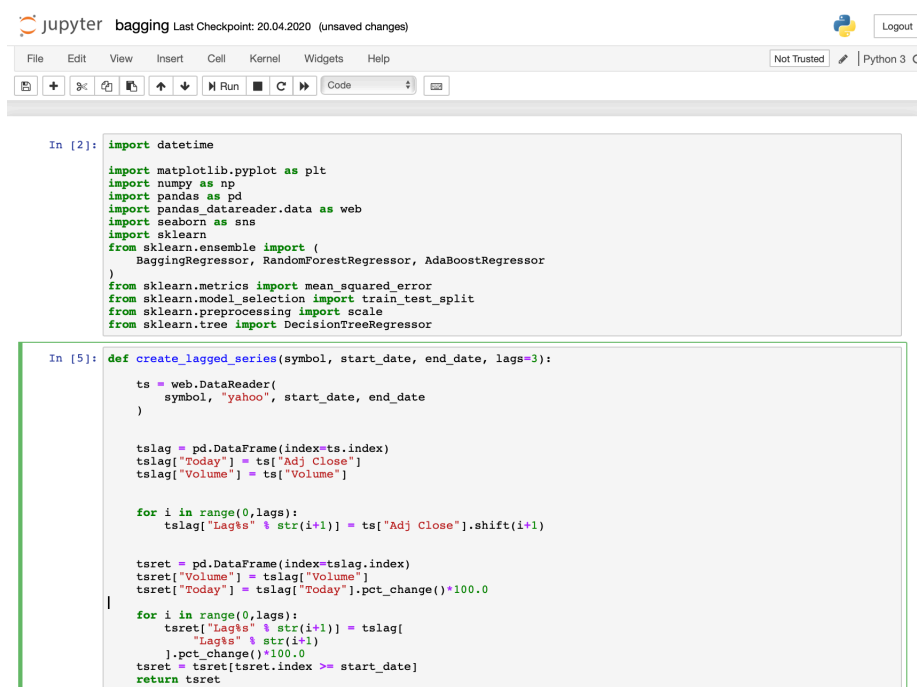 jupyter bagging Last Checkpoint: 20.04.2020 (unsaved changes)
Logout
File Edit View Insert Cell Kernel Widgets Help
Not Trusted
Python 3
Run
Code
In [2]: import datetime
import matplotlib.pyplot as plt
import numpy as np
import pandas as pd
import pandas_datareader.data as web
import seaborn as sns
import sklearn
from sklearn.ensemble import (
    BaggingRegressor, RandomForestRegressor, AdaBoostRegressor
)
from sklearn.metrics import mean_squared_error
from sklearn.model_selection import train_test_split
from sklearn.preprocessing import scale
from sklearn.tree import DecisionTreeRegressor
In [5]: def create_lagged_series(symbol, start_date, end_date, lags=3):
    ts = web.DataReader(
        symbol, "yahoo", start_date, end_date
    )
    tslag = pd.DataFrame(index=ts.index)
    tslag["Today"] = ts["Adj Close"]
    tslag["Volume"] = ts["Volume"]
    for i in range(0,lags):
        tslag["Lag%s" % str(i+1)] = ts["Adj Close"].shift(i+1)
    tsret = pd.DataFrame(index=tslag.index)
    tsret["Volume"] = tslag["Volume"]
    tsret["Today"] = tslag["Today"].pct_change()*100.0
    for i in range(0,lags):
        tsret["Lag%s" % str(i+1)] = tslag[
            "Lag%s" % str(i+1)
        ].pct_change()*100.0
    tsret = tsret[tsret.index >= start_date]
    return tsret